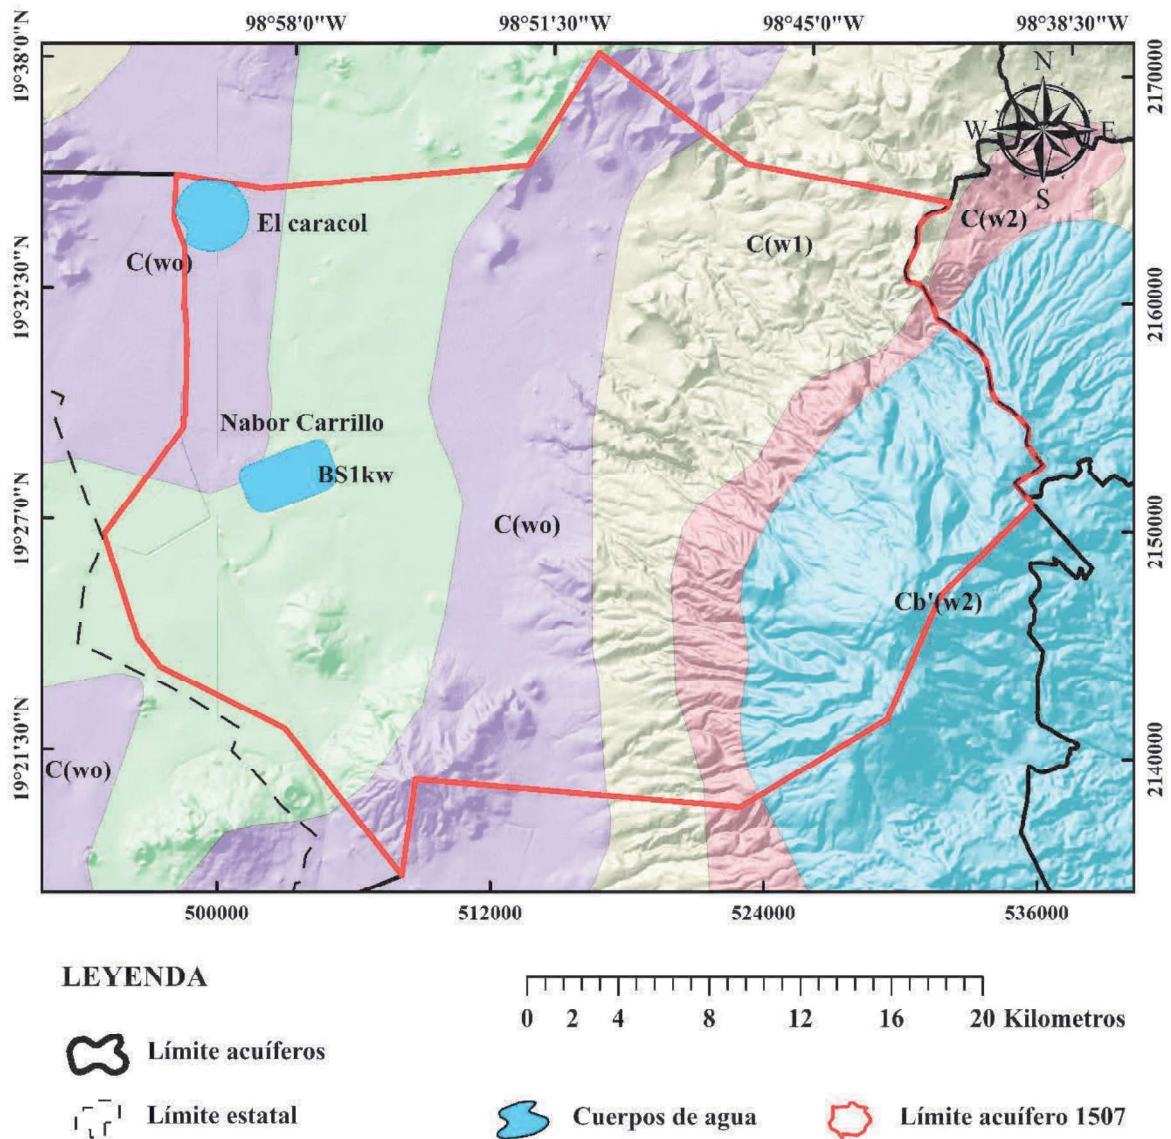 98°58'0"W 98°51'30"W 98°45'0"W 98°38'30"W
19°38'0"N
2170000
N
W E
S
El caracol
C(w2)
C(w1)
C(wo)
19°32'30"N
2160000
Nabor Carrillo
BS1kw
19°27'0"N
C(wo)
2150000
Cb'(w2)
19°21'30"N
C(wo)
2140000
500000 512000 524000 536000
LEYENDA
0 2 4 8 12 16 20 Kilometros
Límite acuíferos
Límite estatal
Cuerpos de agua
Límite acuífero 1507